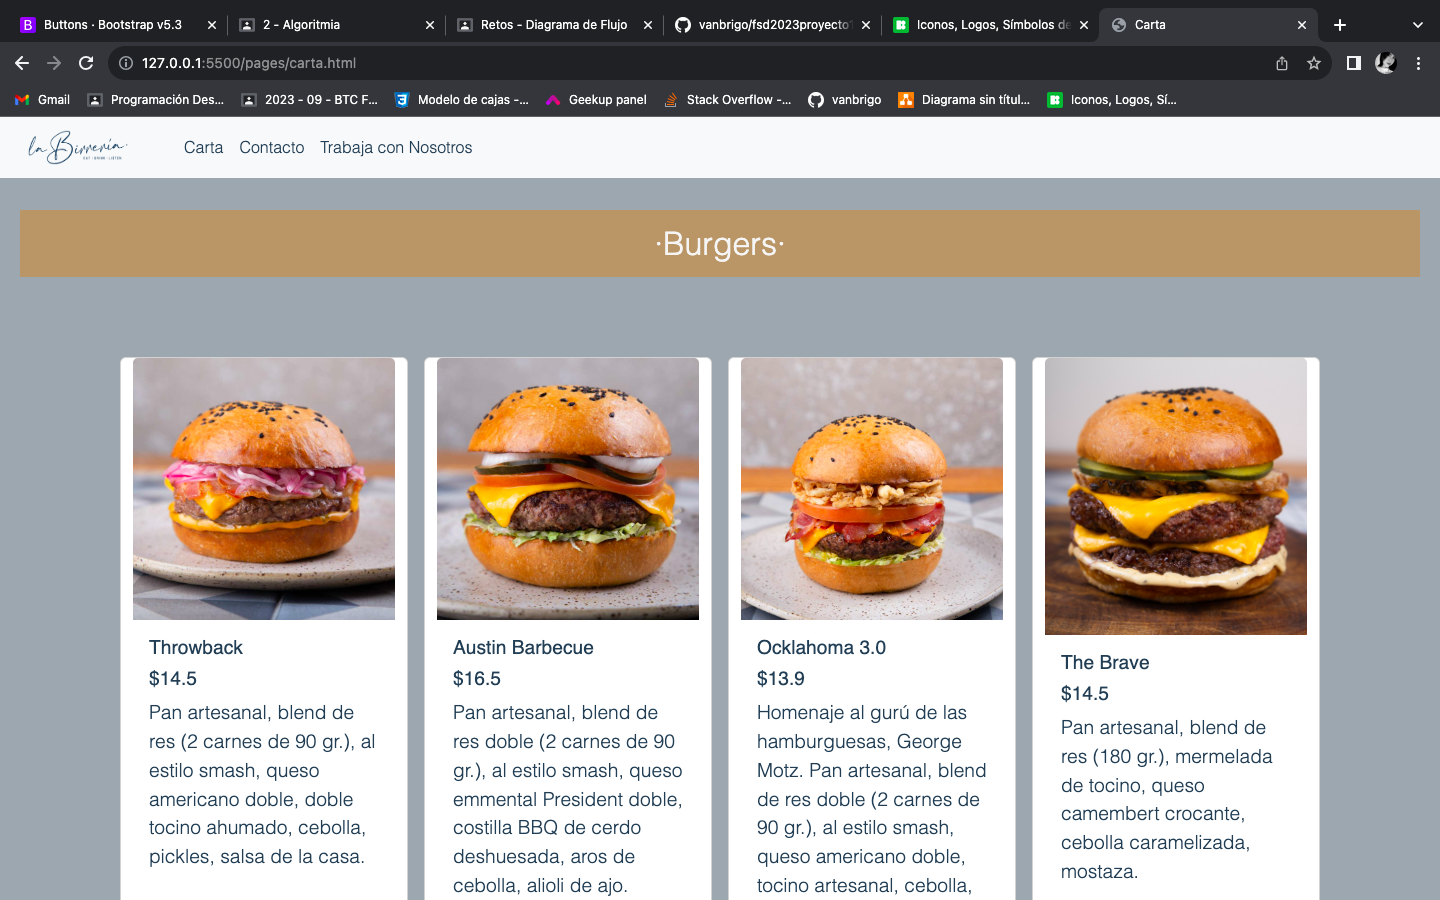 Buttons · Bootstrap v5.3
2 - Algoritmia
Retos - Diagrama de Flujo
vanbrigo/fsd2023proyecto
Iconos, Logos, Símbolos de
Carta
127.0.0.1:5500/pages/carta.html
Gmail
Programación Des...
2023 - 09 - BTC F...
Modelo de cajas -...
Geekup panel
Stack Overflow -...
vanbrigo
Diagrama sin títul...
Iconos, Logos, Sí...
la Birrería
EAT · DRINK · LISTEN
Carta
Contacto
Trabaja con Nosotros
·Burgers·
Throwback
$14.5
Pan artesanal, blend de
res (2 carnes de 90 gr.), al
estilo smash, queso
americano doble, doble
tocino ahumado, cebolla,
pickles, salsa de la casa.
Austin Barbecue
$16.5
Pan artesanal, blend de
res doble (2 carnes de 90
gr.), al estilo smash, queso
emmental President doble,
costilla BBQ de cerdo
deshuesada, aros de
cebolla, alioli de ajo.
Ocklahoma 3.0
$13.9
Homenaje al gurú de las
hamburguesas, George
Motz. Pan artesanal, blend
de res doble (2 carnes de
90 gr.), al estilo smash,
queso americano doble,
tocino artesanal, cebolla,
The Brave
$14.5
Pan artesanal, blend de
res (180 gr.), mermelada
de tocino, queso
camembert crocante,
cebolla caramelizada,
mostaza.